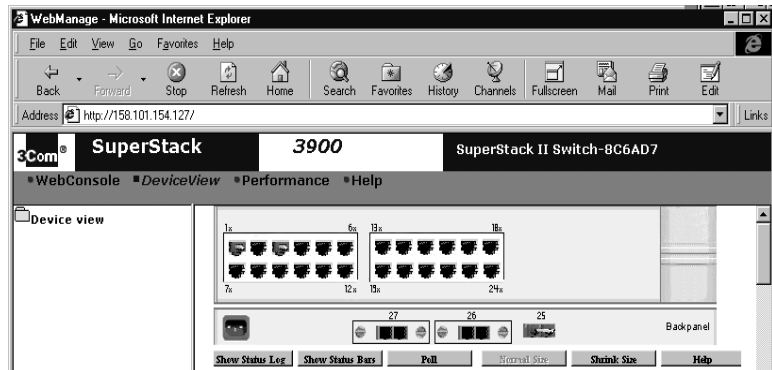 WebManage - Microsoft Internet Explorer
File Edit View Go Favorites Help
Back Forward Stop Refresh Home Search Favorites History Channels Fullscreen Mail Print Edit
Address http://158.101.154.127/ Links
3Com® SuperStack 3900 SuperStack II Switch-8C6AD7
WebConsole DeviceView Performance Help
Device view
1x 6x 13x 18x
7x 12x 19x 24x
27 26 25 Backpanel
Show Status Log Show Status Bars Poll Normal Size Shrink Size Help